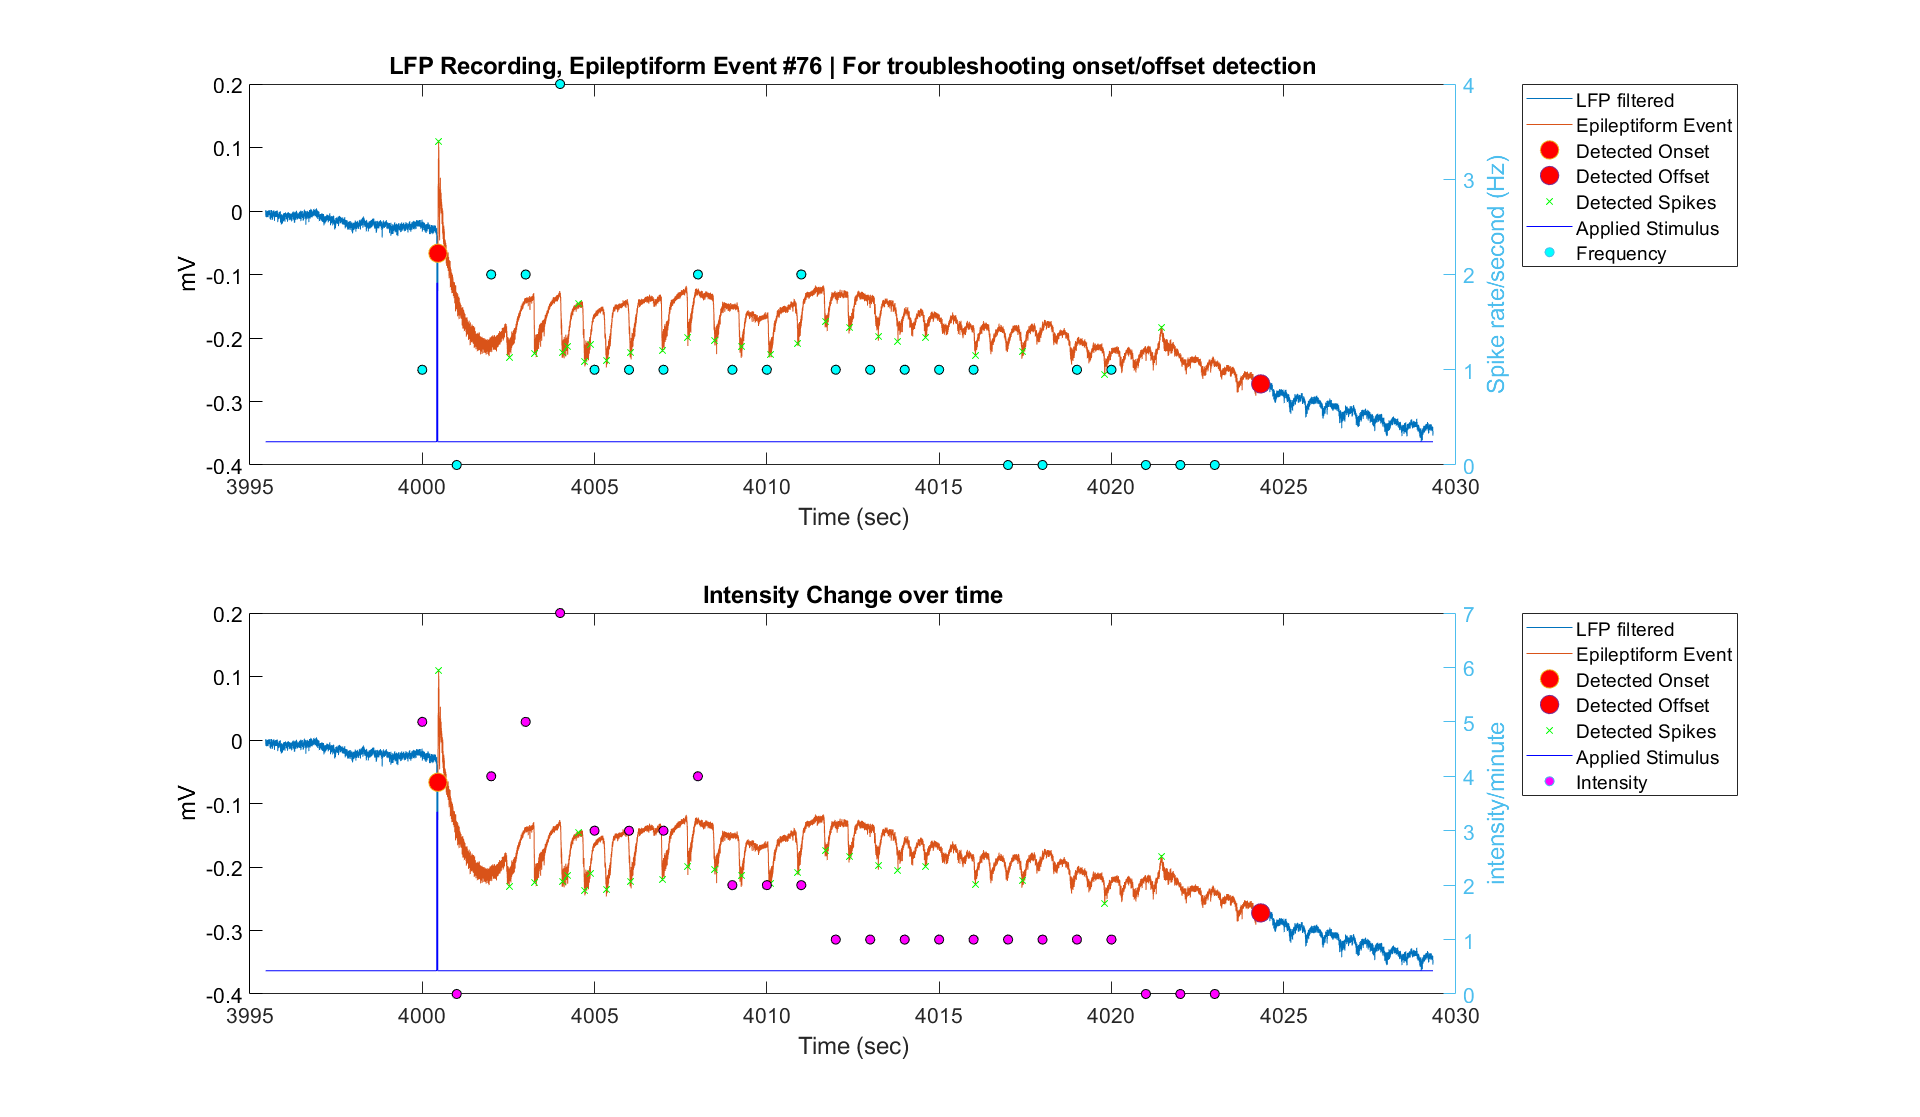 LFP Recording, Epileptiform Event #76 | For troubleshooting onset/offset detection
0.2
0.1
0
-0.1
-0.2
-0.3
-0.4
mV
3995
4000
4005
4010
4015
4020
4025
4030
Time (sec)
4
3
2
1
0
Spike rate/second (Hz)
LFP filtered
Epileptiform Event
Detected Onset
Detected Offset
Detected Spikes
Applied Stimulus
Frequency
Intensity Change over time
0.2
0.1
0
-0.1
-0.2
-0.3
-0.4
mV
3995
4000
4005
4010
4015
4020
4025
4030
Time (sec)
7
6
5
4
3
2
1
0
intensity/minute
LFP filtered
Epileptiform Event
Detected Onset
Detected Offset
Detected Spikes
Applied Stimulus
Intensity